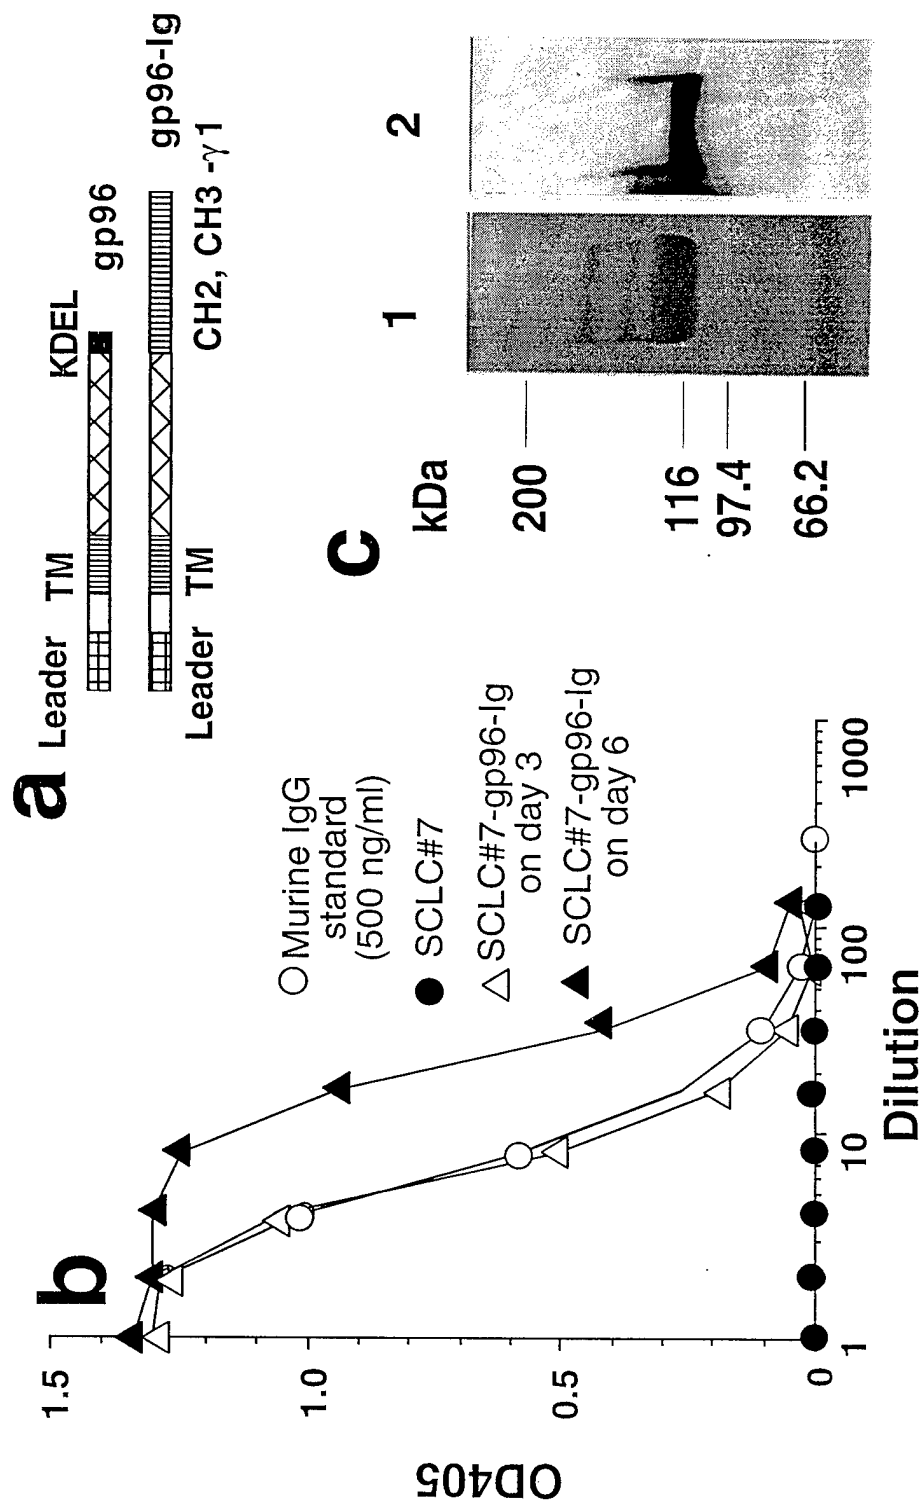 a
Leader TM KDEL
gp96
gp96-Ig
Leader TM CH2, CH3 -γ1
b
1.5
1.0
0.5
0
OD405
1 10 100 1000
Dilution
Murine IgG
standard
(500 ng/ml)
SCLC#7
SCLC#7-gp96-Ig
on day 3
SCLC#7-gp96-Ig
on day 6
c
kDa 1 2
200
116
97.4
66.2